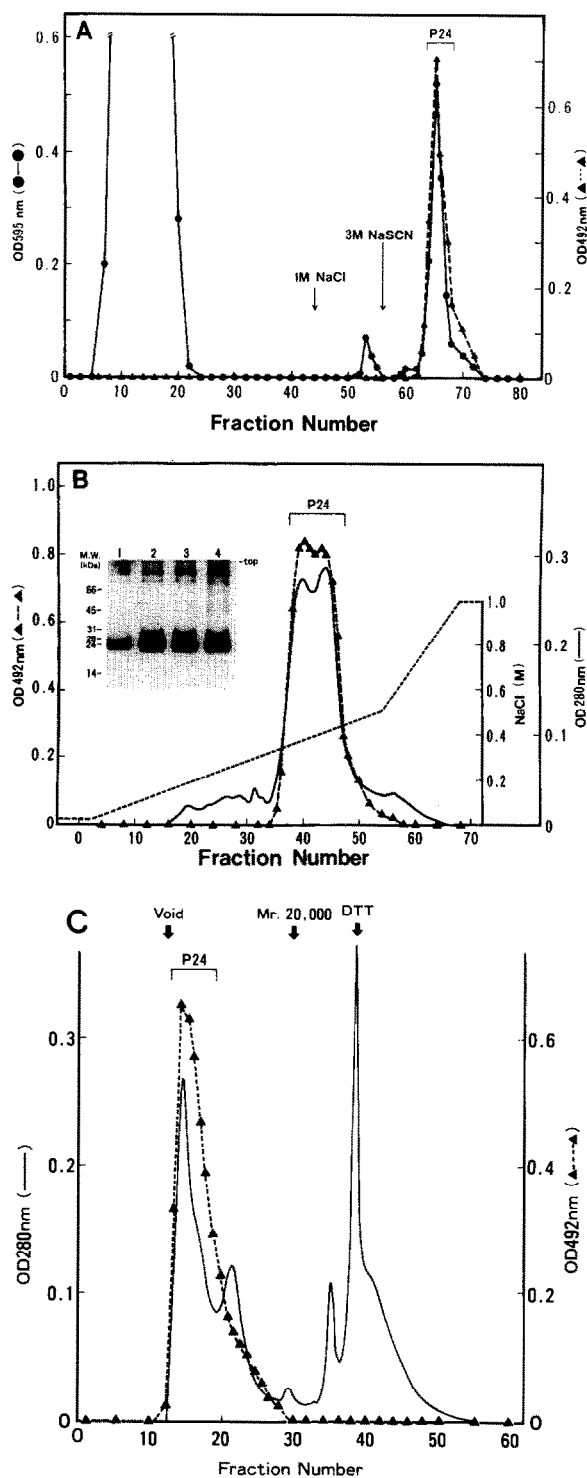 A
P24
0.6
0.4
0.2
0
OD595 nm (●—●)
3M NaSCN
1M NaCl
0.6
0.4
0.2
0
OD492nm (▲---▲)
0 10 20 30 40 50 60 70 80
Fraction Number
B
P24
1.0
0.8
0.6
0.4
0.2
0
OD 492nm (▲---▲)
M.W. (kDa)
1 2 3 4
-top
66-
45-
31-
24-
14-
1.0
0.8
0.6
0.4
0.2
NaCl (M)
0.3
0.2
0.1
0
OD 280nm (—)
0 10 20 30 40 50 60 70
Fraction Number
C
Void
Mr. 20,000
DTT
P24
0.3
0.2
0.1
0
OD280nm (—)
0.6
0.4
0.2
0
OD492nm (▲----▲)
0 10 20 30 40 50 60
Fraction Number